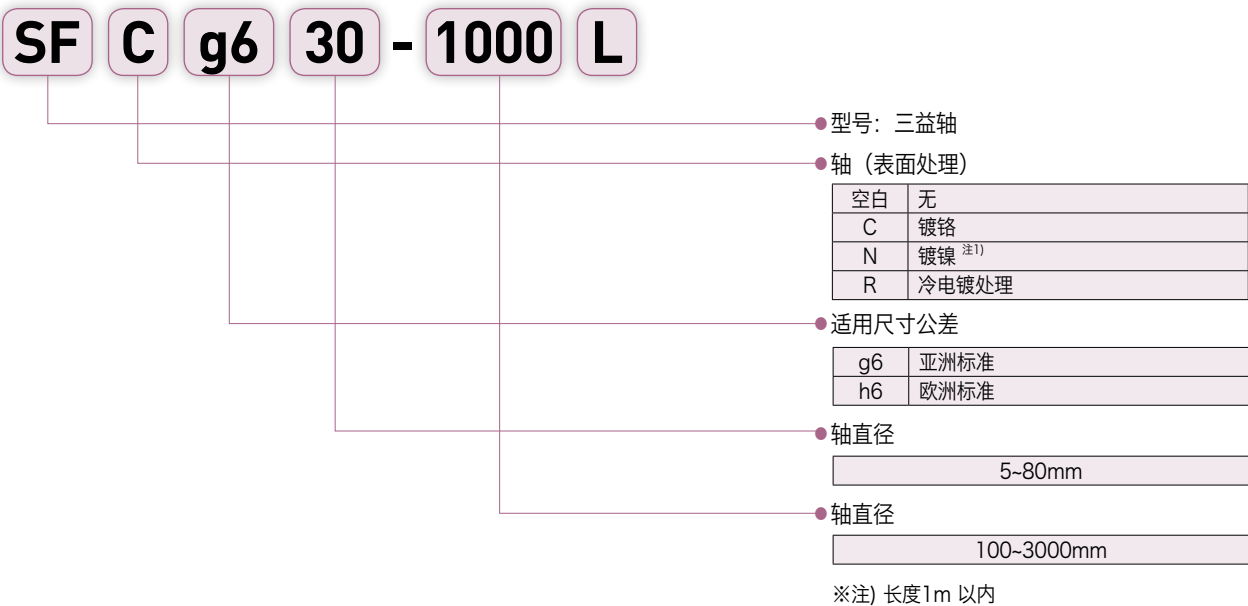 SF C g6 30 - 1000 L
型号：三益轴
轴（表面处理）
空白 无
C 镀铬
N 镀镍 注1)
R 冷电镀处理
适用尺寸公差
g6 亚洲标准
h6 欧洲标准
轴直径
5~80mm
轴直径
100~3000mm
※注) 长度1m 以内